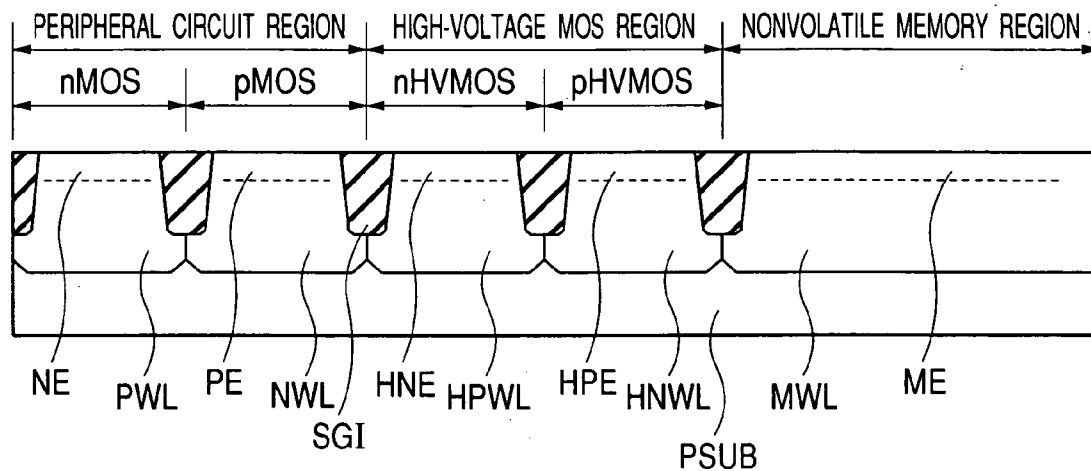 PERIPHERAL CIRCUIT REGION HIGH-VOLTAGE MOS REGION NONVOLATILE MEMORY REGION
nMOS pMOS nHVMOS pHVMOS
NE PWL PE NWL SGI HNE HPWL HPE HNWL PSUB MWL ME